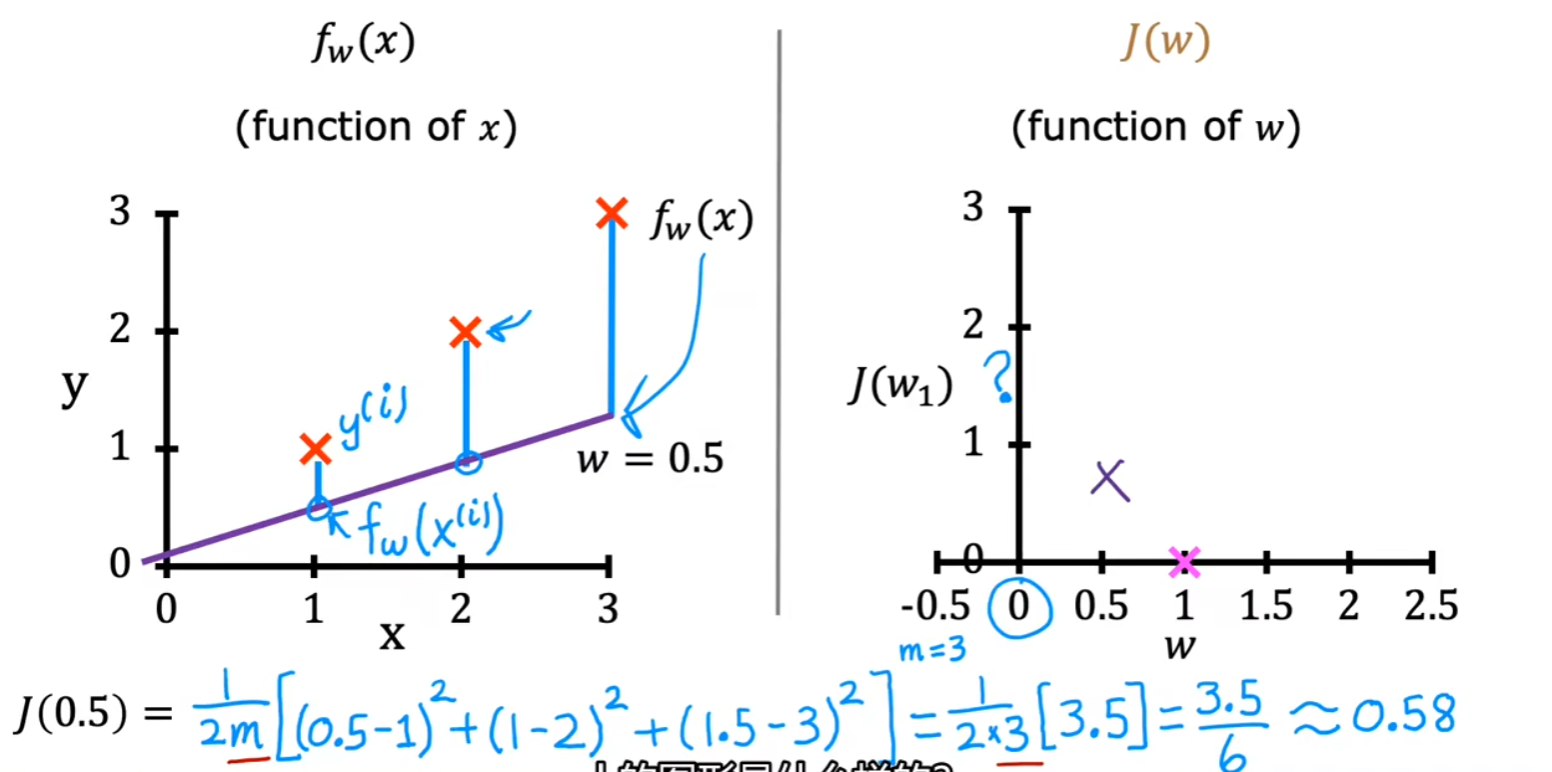 f_w(x)
(function of x)
3
2
1
0
y
0 1 2 3
x
f_w(x)
w = 0.5
y^(i)
f_w(x^(i))
J(w)
(function of w)
3
2
1
0
J(w₁) ?
-0.5 0 0.5 1 1.5 2 2.5
w
m=3
J(0.5) = 1/2m [(0.5-1)² + (1-2)² + (1.5-3)²] = 1/2×3 [3.5] = 3.5/6 ≈ 0.58